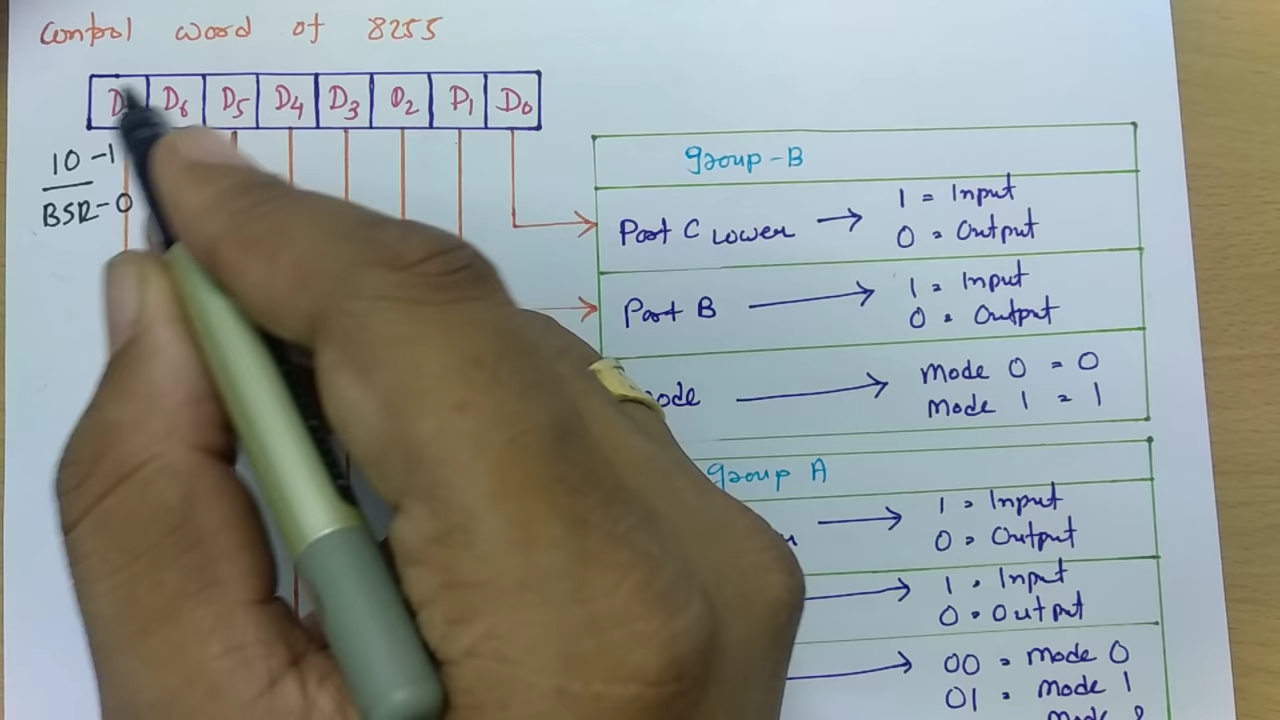 Control word of 8255
D D6 D5 D4 D3 D2 D1 D0
IO - 1
BSR - 0
Group - B
Port C Lower → 1 = Input
0 = Output
Port B → 1 = Input
0 = Output
mode → Mode 0 = 0
Mode 1 = 1
Group A
→ 1 = Input
0 = Output
→ 1 = Input
0 = Output
→ 00 = Mode 0
01 = Mode 1